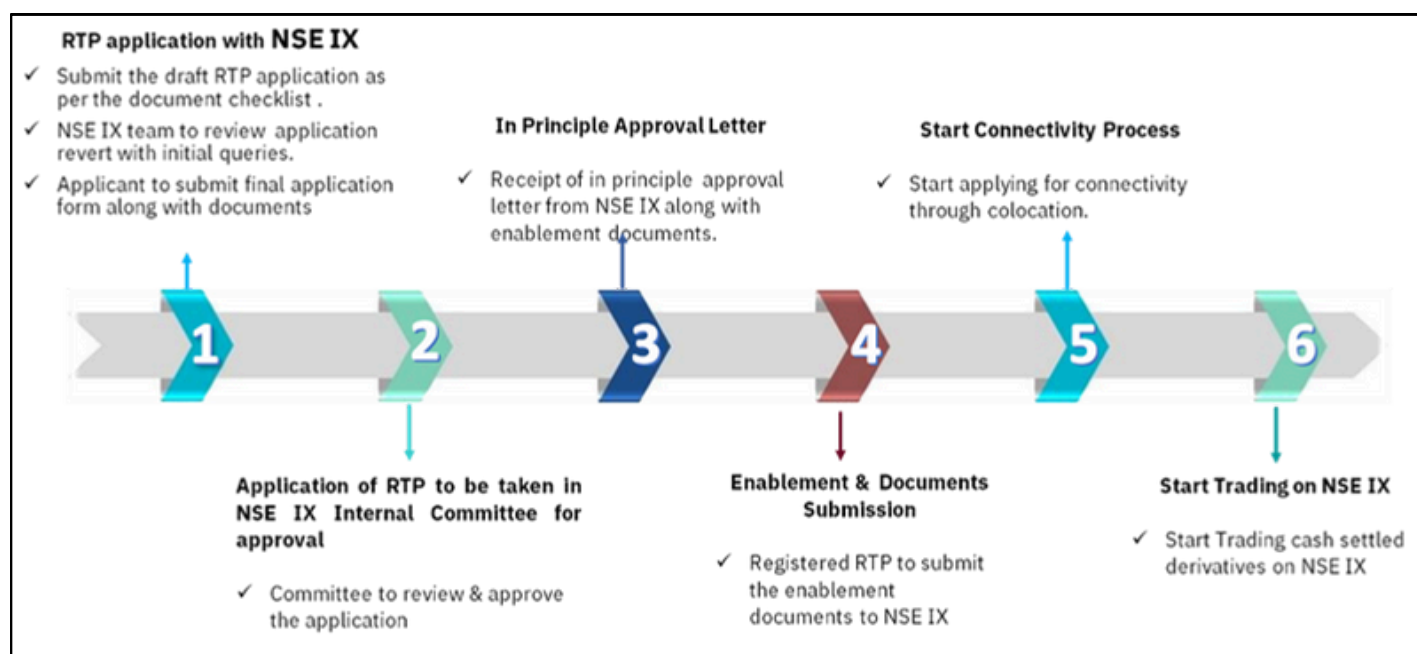 RTP application with NSE IX
✓ Submit the draft RTP application as
per the document checklist .
✓ NSE IX team to review application
revert with initial queries.
✓ Applicant to submit final application
form along with documents
In Principle Approval Letter
✓ Receipt of in principle approval
letter from NSE IX along with
enablement documents.
Start Connectivity Process
✓ Start applying for connectivity
through colocation.
1
2
3
4
5
6
Application of RTP to be taken in
NSE IX Internal Committee for
approval
✓ Committee to review & approve
the application
Enablement & Documents
Submission
✓ Registered RTP to submit
the enablement
documents to NSE IX
Start Trading on NSE IX
✓ Start Trading cash settled
derivatives on NSE IX